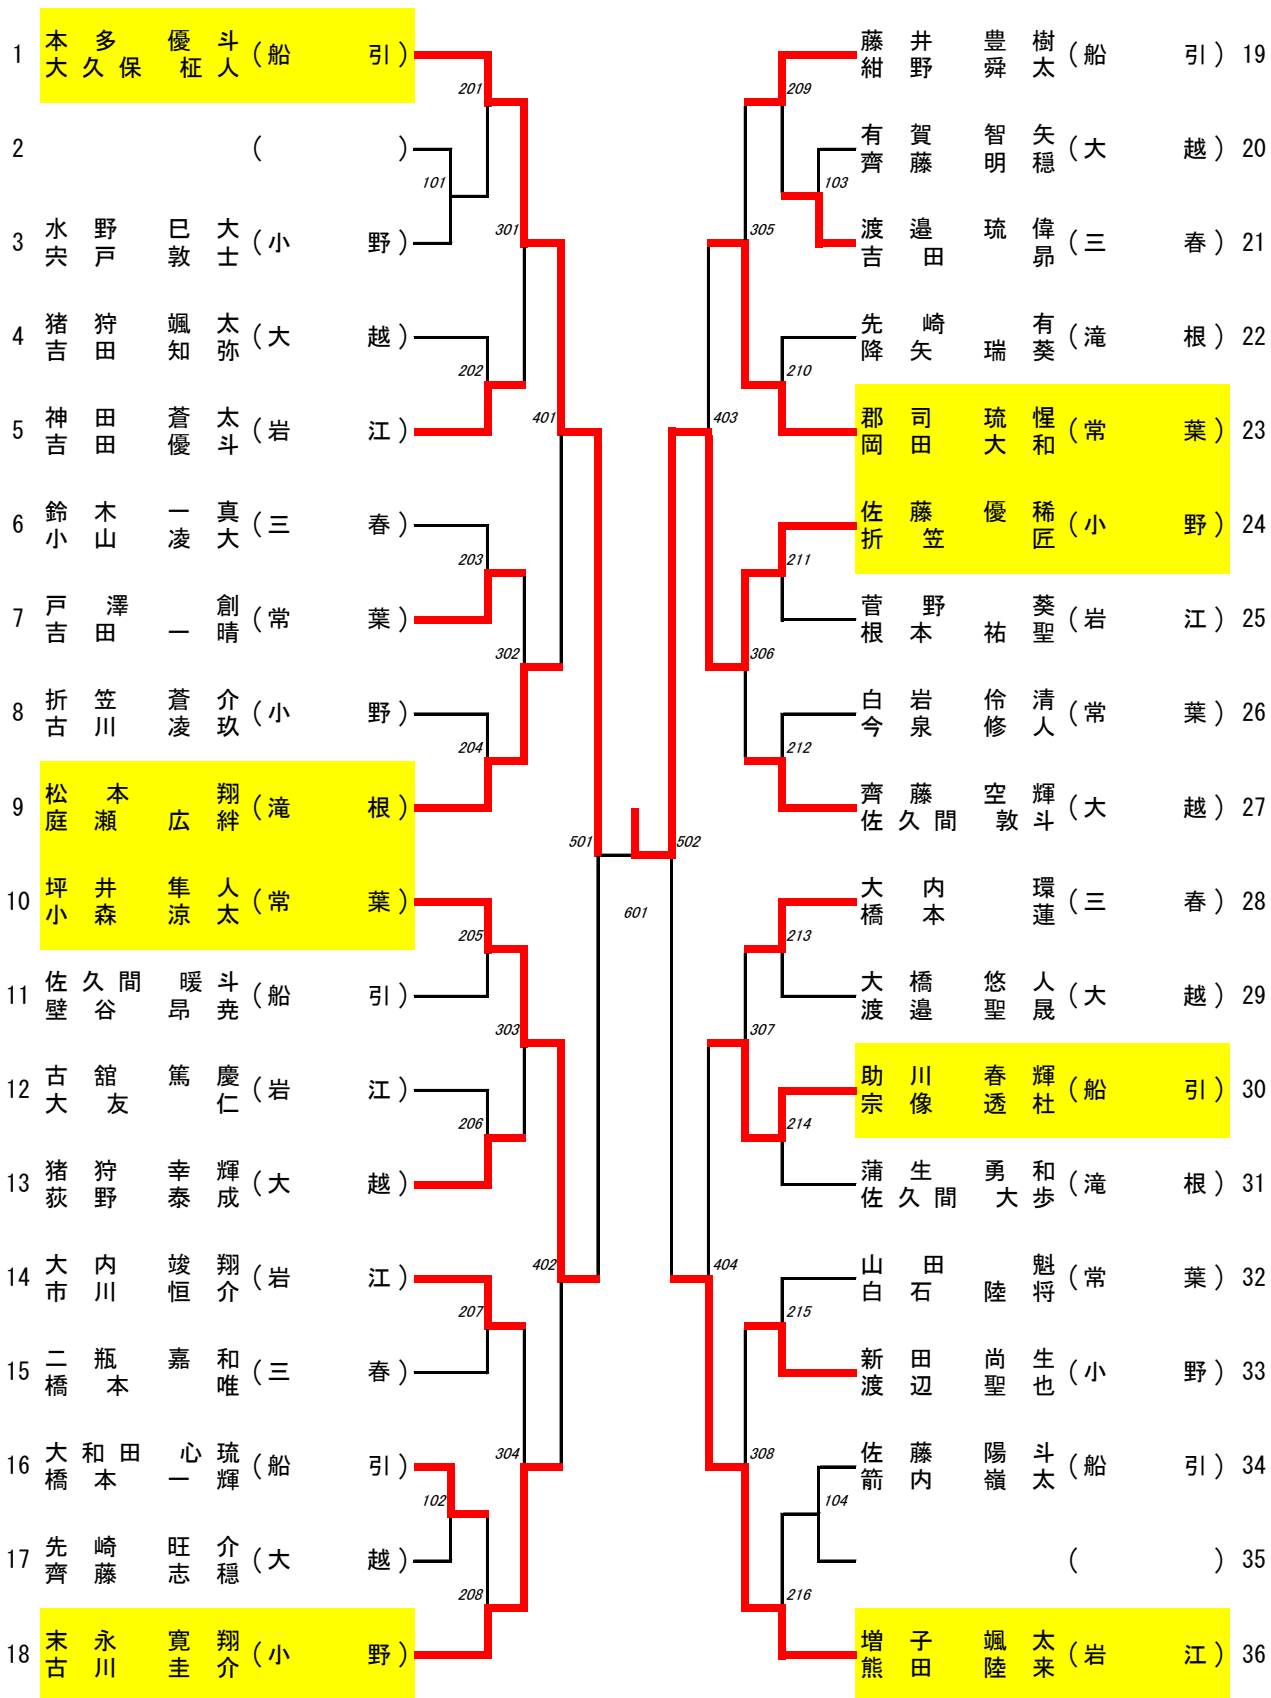 1 本多 優斗 (船引)
大久保 柾人
201
2 ( )
101
3 水野 巳大 (小野)
宍戸 敦士
301
4 猪狩 颯太 (大越)
吉田 知弥
202
5 神田 蒼太 (岩江)
吉田 優斗
401
6 鈴木 一真 (三春)
小山 凌大
203
7 戸澤 創 (常葉)
吉田 一晴
302
8 折笠 蒼介 (小野)
古川 凌玖
204
9 松本 翔 (滝根)
庭瀬 広絆
501
10 坪井 隼人 (常葉)
小森 涼太
205
11 佐久間 暖斗 (船引)
壁谷 昂尭
303
12 古舘 篤慶 (岩江)
大友 仁
206
13 猪狩 幸輝 (大越)
荻野 泰成
402
14 大内 竣翔 (岩江)
市川 恒介
207
15 二瓶 嘉和 (三春)
橋本 唯
304
16 大和田 心琉 (船引)
橋本 一輝
102
17 先崎 旺介 (大越)
齊藤 志穏
208
18 末永 寛翔 (小野)
古川 圭介
601
藤井 豊樹 (船引) 19
紺野 舜太
209
有賀 智矢 (大越) 20
齊藤 明穏
103
渡邉 琉偉 (三春) 21
吉田 昴
305
先崎 有 (滝根) 22
降矢 瑞葵
210
郡司 琉惺 (常葉) 23
岡田 大和
403
佐藤 優稀 (小野) 24
折笠 匠
211
菅野 葵 (岩江) 25
根本 祐聖
306
白岩 伶清 (常葉) 26
今泉 修人
212
齊藤 空輝 (大越) 27
佐久間 敦斗
502
大内 環 (三春) 28
橋本 蓮
213
大橋 悠人 (大越) 29
渡邉 聖晟
307
助川 春輝 (船引) 30
宗像 透杜
214
蒲生 勇和 (滝根) 31
佐久間 大歩
404
山田 魁 (常葉) 32
白石 陸将
215
新田 尚生 (小野) 33
渡辺 聖也
308
佐藤 陽斗 (船引) 34
箭内 嶺太
104
( ) 35
216
増子 颯太 (岩江) 36
熊田 陸来